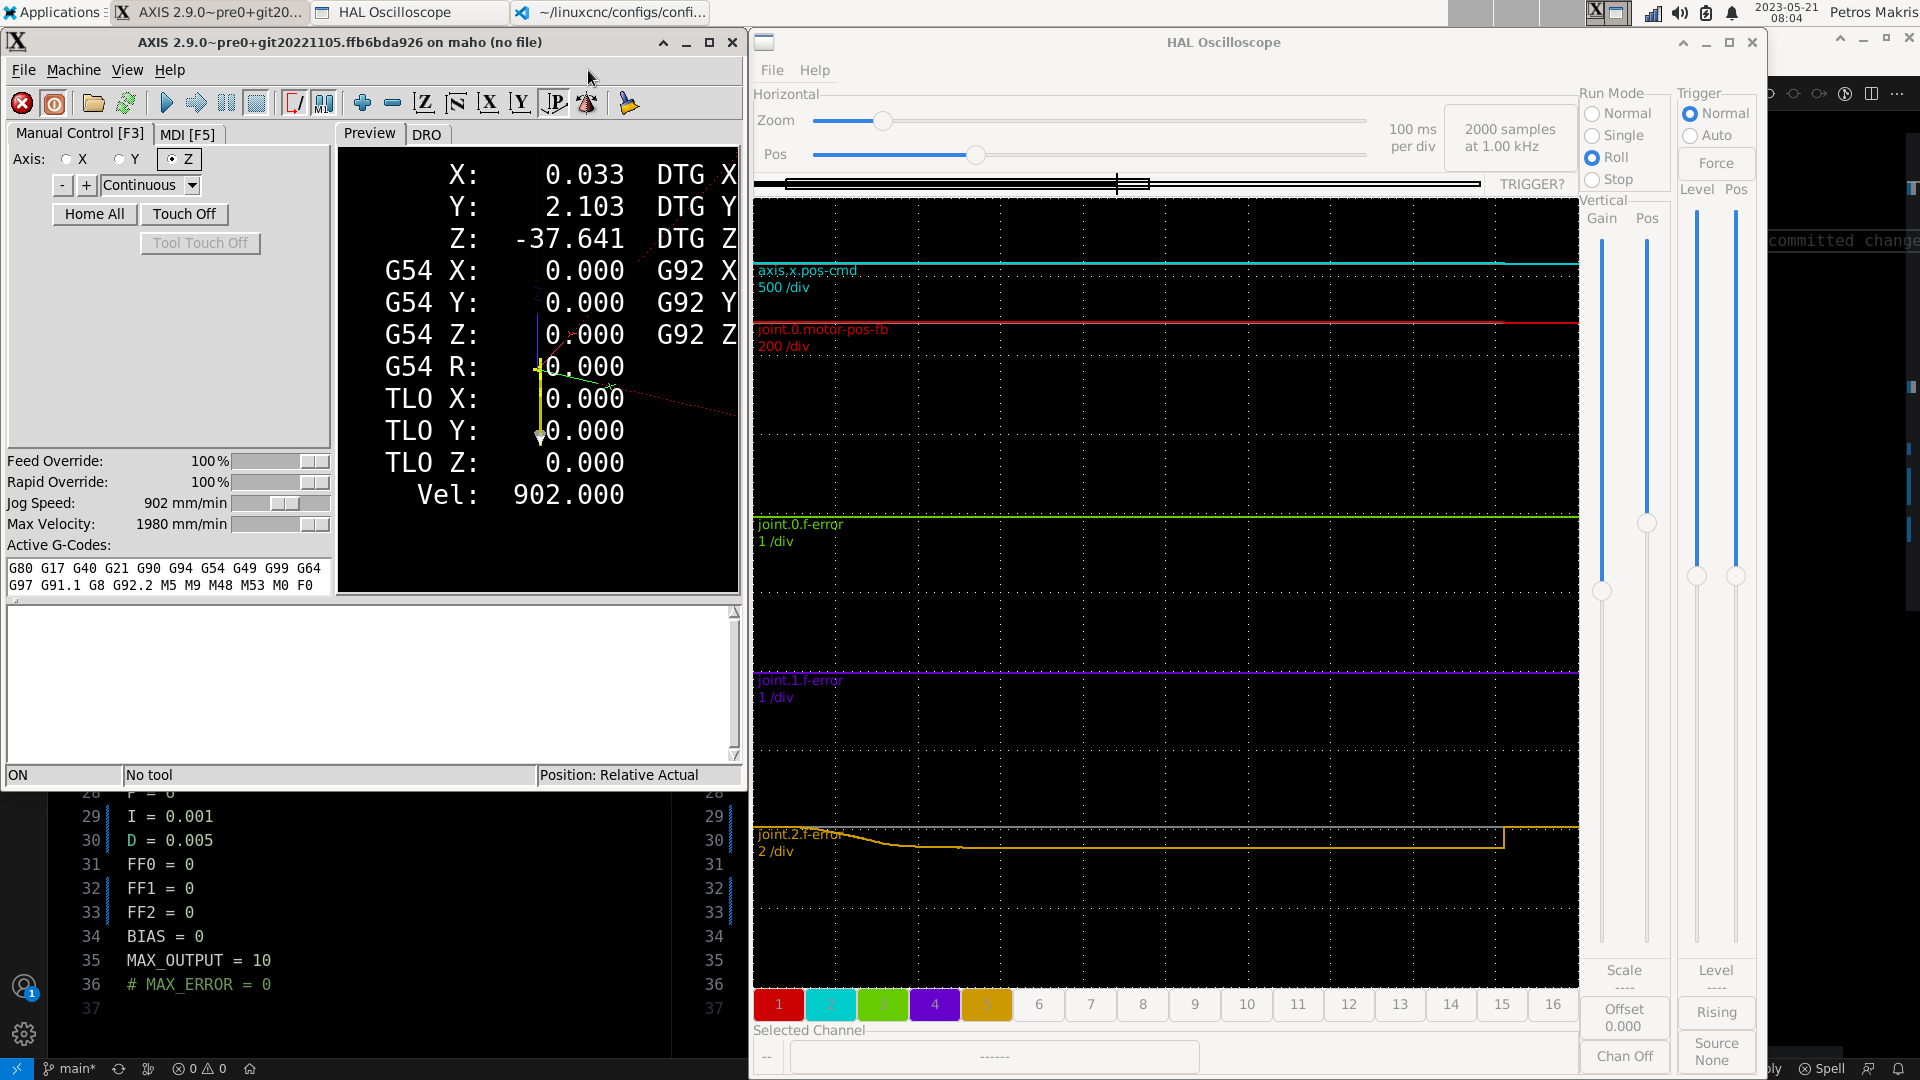 Applications
AXIS 2.9.0~pre0+git20...
HAL Oscilloscope
~/linuxcnc/configs/confi...
2023-05-21
08:04
Petros Makris
AXIS 2.9.0~pre0+git20221105.ffb6bda926 on maho (no file)
File Machine View Help
Manual Control [F3]
MDI [F5]
Axis: X Y Z
- + Continuous
Home All
Touch Off
Tool Touch Off
Feed Override: 100 %
Rapid Override: 100 %
Jog Speed: 902 mm/min
Max Velocity: 1980 mm/min
Active G-Codes:
G80 G17 G40 G21 G90 G94 G54 G49 G99 G64
G97 G91.1 G8 G92.2 M5 M9 M48 M53 M0 F0
Preview
DRO
X: 0.033 DTG X
Y: 2.103 DTG Y
Z: -37.641 DTG Z
G54 X: 0.000 G92 X
G54 Y: 0.000 G92 Y
G54 Z: 0.000 G92 Z
G54 R: 0.000
TLO X: 0.000
TLO Y: 0.000
TLO Z: 0.000
Vel: 902.000
ON
No tool
Position: Relative Actual
28 P = 6 28
29 I = 0.001 29
30 D = 0.005 30
31 FF0 = 0 31
32 FF1 = 0 32
33 FF2 = 0 33
34 BIAS = 0 34
35 MAX_OUTPUT = 10 35
36 # MAX_ERROR = 0 36
37 37
1
main*
0 0
HAL Oscilloscope
File Help
Horizontal
Zoom
Pos
100 ms
per div
2000 samples
at 1.00 kHz
TRIGGER?
axis.x.pos-cmd
500 /div
joint.0.motor-pos-fb
200 /div
joint.0.f-error
1 /div
joint.1.f-error
1 /div
joint.2.f-error
2 /div
1 2 3 4 5 6 7 8 9 10 11 12 13 14 15 16
Selected Channel
--
------
Run Mode
Normal
Single
Roll
Stop
Vertical
Gain Pos
Scale
----
Offset
0.000
Chan Off
Trigger
Normal
Auto
Force
Level Pos
Level
----
Rising
Source
None
committed change
Spell